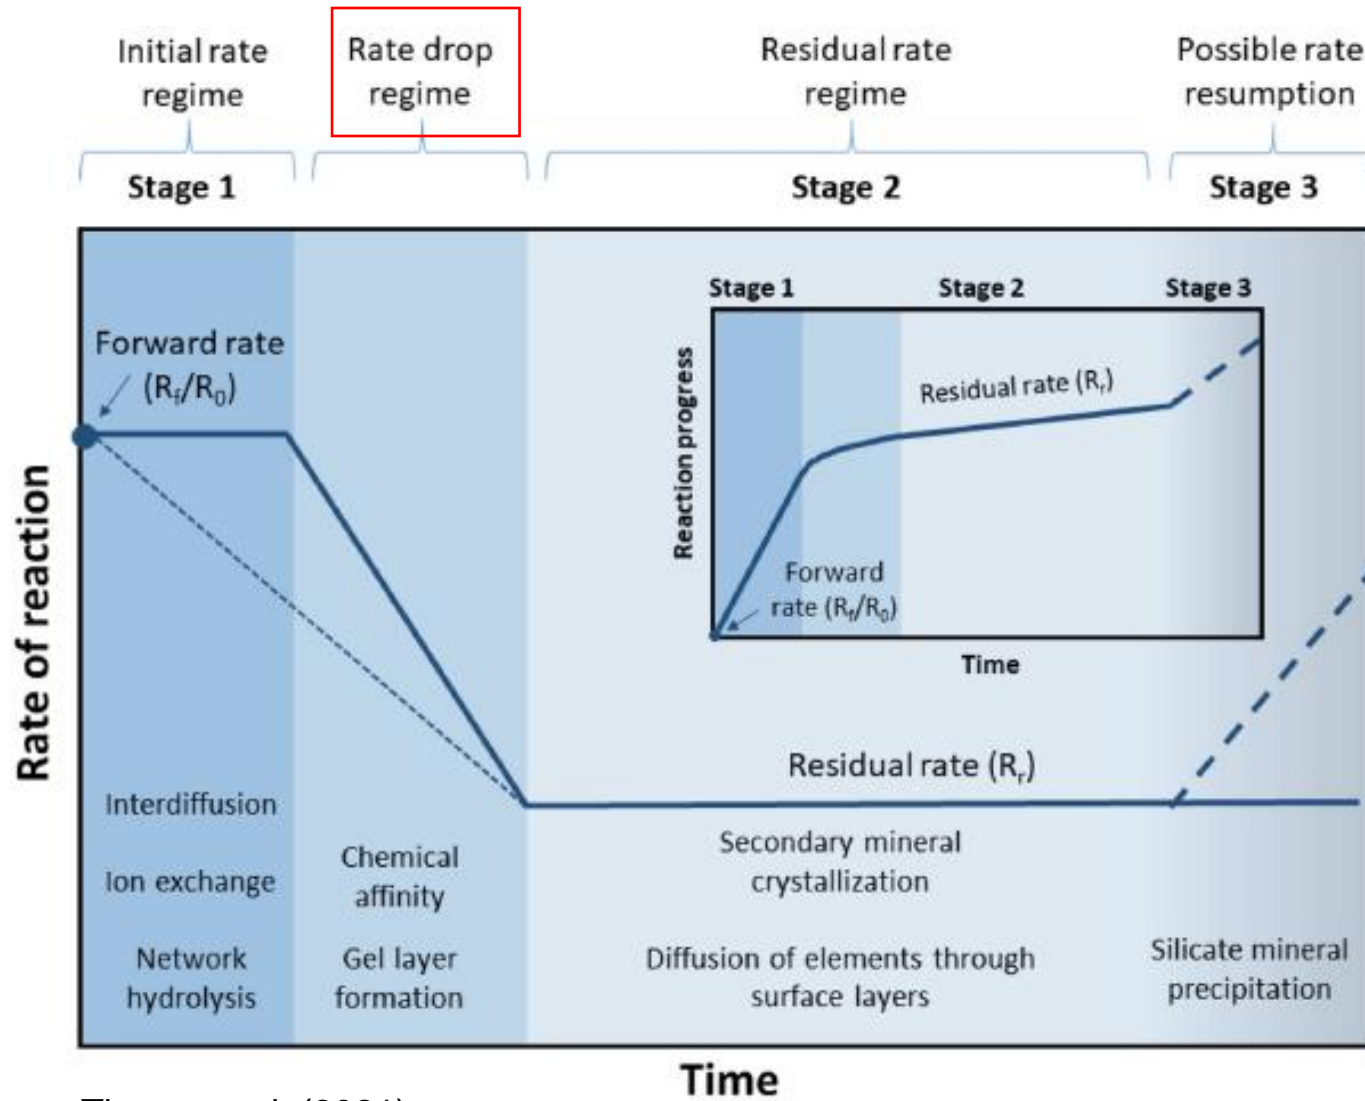 Initial rate
regime
Rate drop
regime
Residual rate
regime
Possible rate
resumption
Stage 1
Stage 2
Stage 3
Forward rate
(Rf/R0)
Stage 1
Stage 2
Stage 3
Residual rate (Rr)
Reaction progress
Forward
rate (Rf/R0)
Time
Rate of reaction
Residual rate (Rr)
Interdiffusion
Ion exchange
Network
hydrolysis
Chemical
affinity
Gel layer
formation
Secondary mineral
crystallization
Diffusion of elements through
surface layers
Silicate mineral
precipitation
Time
(2021)